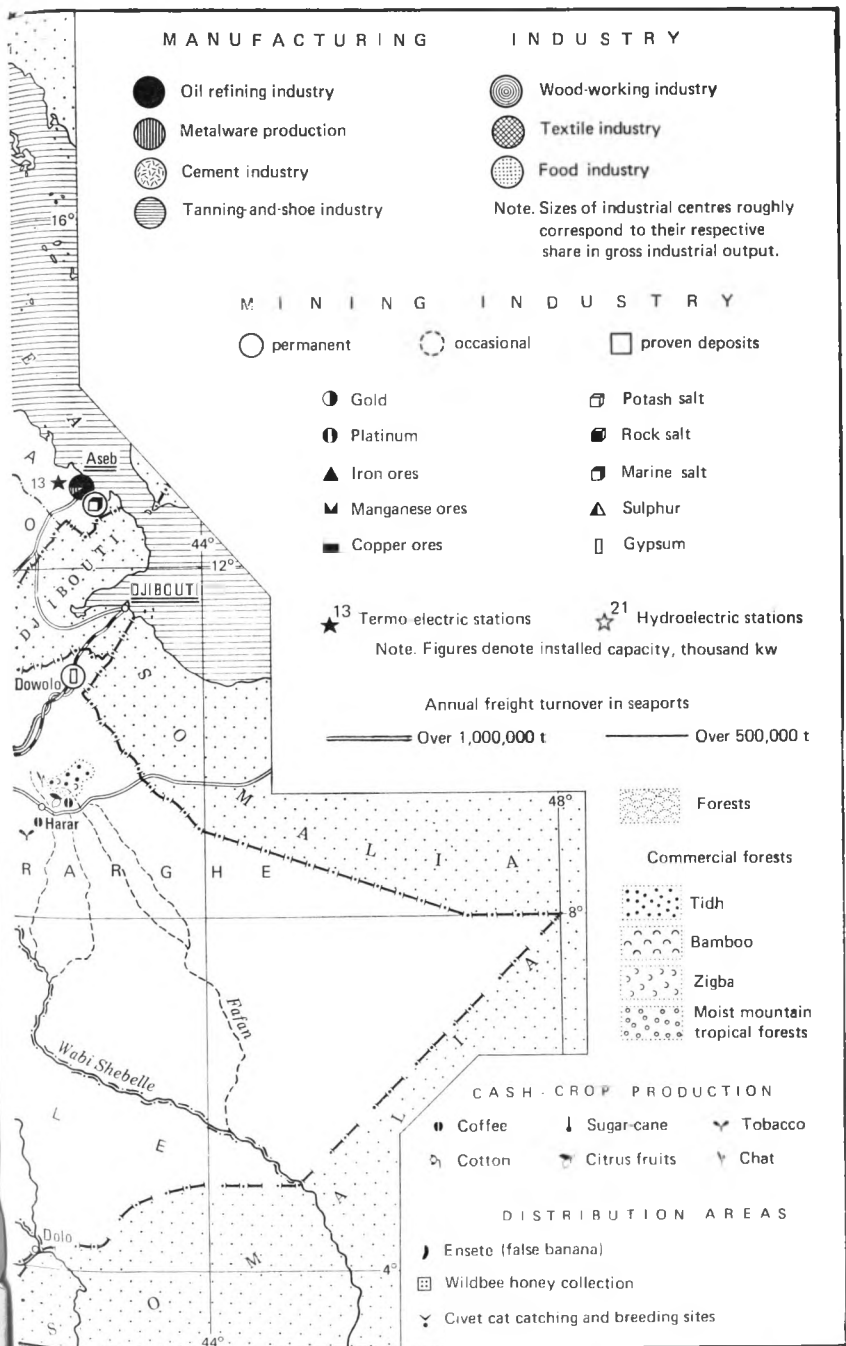 MANUFACTURING INDUSTRY
Oil refining industry
Metalware production
Cement industry
Tanning-and-shoe industry
Wood-working industry
Textile industry
Food industry
Note. Sizes of industrial centres roughly
correspond to their respective
share in gross industrial output.
MINING INDUSTRY
permanent
occasional
proven deposits
Gold
Platinum
Iron ores
Manganese ores
Copper ores
Potash salt
Rock salt
Marine salt
Sulphur
Gypsum
13 Termo-electric stations
21 Hydroelectric stations
Note. Figures denote installed capacity, thousand kw
Annual freight turnover in seaports
Over 1,000,000 t
Over 500,000 t
Forests
Commercial forests
Tidh
Bamboo
Zigba
Moist mountain
tropical forests
CASH-CROP PRODUCTION
Coffee
Sugar-cane
Tobacco
Cotton
Citrus fruits
Chat
DISTRIBUTION AREAS
Ensete (false banana)
Wildbee honey collection
Civet cat catching and breeding sites
16°
E
A
Aseb
13
A
O
DJIBOUTI
44°
12°
DJIBOUTI
Dowolo
SOMALIA
48°
Harar
RARGHE
8°
Fafan
Wabi Shebelle
LE
Dolo
SOMALIA
4°
44°